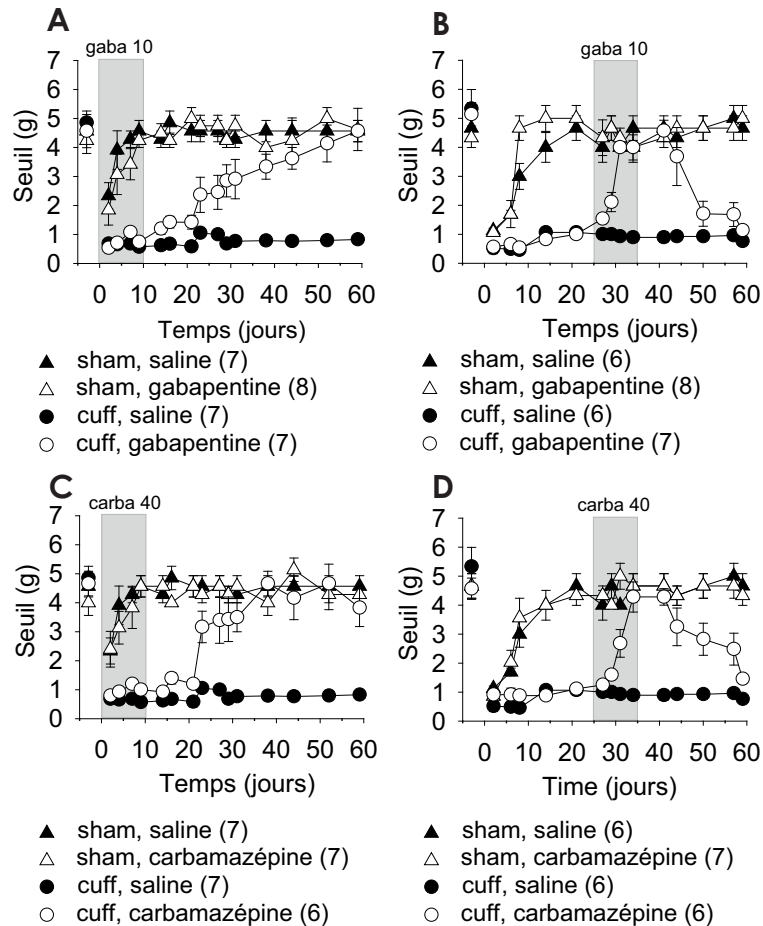 A
gaba 10
7
6
5
4
3
2
1
0
Seuil (g)
0 10 20 30 40 50 60
Temps (jours)
▲ sham, saline (7)
△ sham, gabapentine (8)
● cuff, saline (7)
○ cuff, gabapentine (7)
B
gaba 10
7
6
5
4
3
2
1
0
Seuil (g)
0 10 20 30 40 50 60
Temps (jours)
▲ sham, saline (6)
△ sham, gabapentine (8)
● cuff, saline (6)
○ cuff, gabapentine (7)
C
carba 40
7
6
5
4
3
2
1
0
Seuil (g)
0 10 20 30 40 50 60
Temps (jours)
▲ sham, saline (7)
△ sham, carbamazépine (7)
● cuff, saline (7)
○ cuff, carbamazépine (6)
D
carba 40
7
6
5
4
3
2
1
0
Seuil (g)
0 10 20 30 40 50 60
Time (jours)
▲ sham, saline (6)
△ sham, carbamazépine (7)
● cuff, saline (6)
○ cuff, carbamazépine (6)